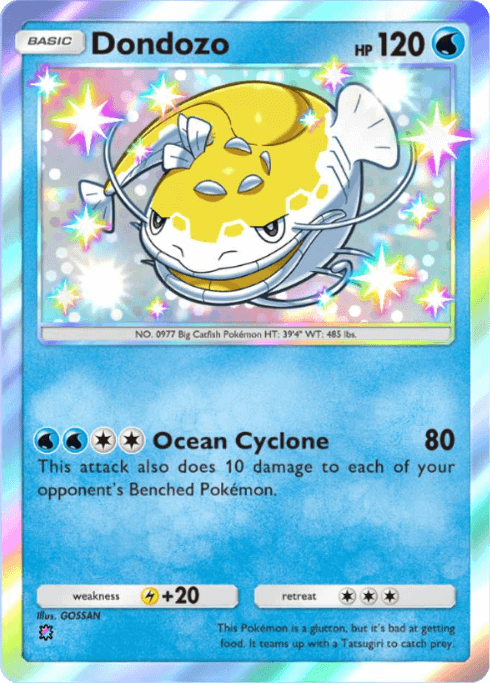 BASIC Dondozo HP 120
NO. 0977 Big Catfish Pokémon HT: 39'4" WT: 485 lbs.
Ocean Cyclone 80
This attack also does 10 damage to each of your
opponent's Benched Pokémon.
weakness +20 retreat
Illus. GOSSAN
This Pokémon is a glutton, but it's bad at getting
food. It teams up with a Tatsugiri to catch prey.